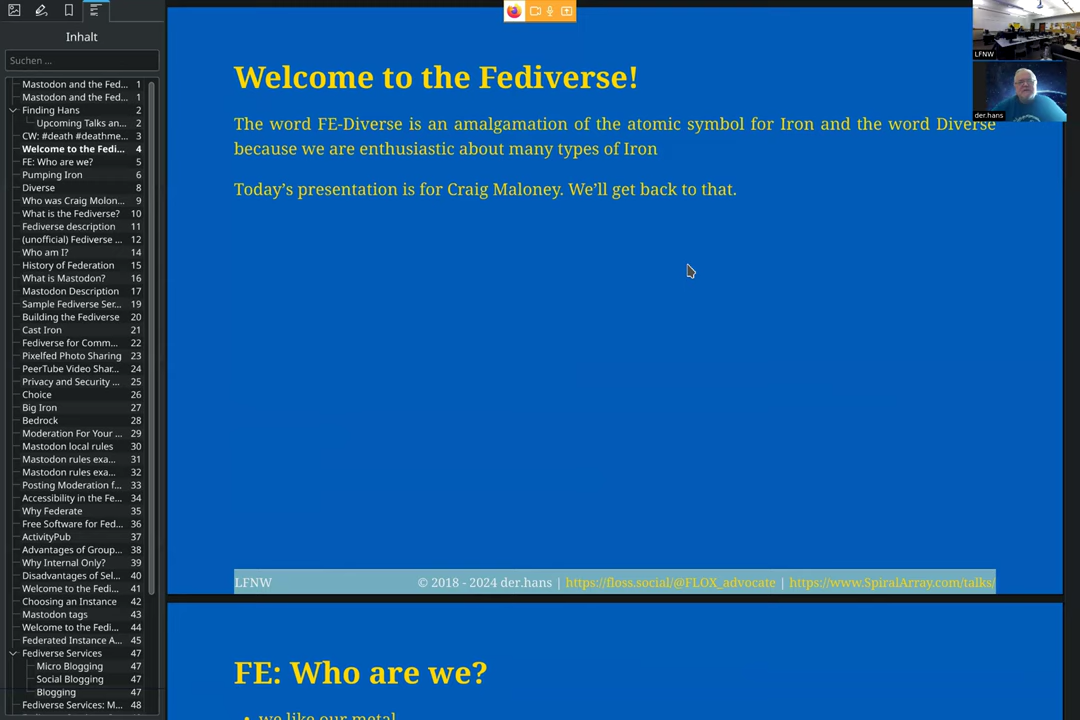 Inhalt
Suchen ...
Mastodon and the Fed... 1
Mastodon and the Fed... 1
Finding Hans 2
Upcoming Talks an... 2
CW: #death #deathme... 3
Welcome to the Fedi... 4
FE: Who are we? 5
Pumping Iron 6
Diverse 8
Who was Craig Molon... 9
What is the Fediverse? 10
Fediverse description 11
(unofficial) Fediverse ... 12
Who am I? 14
History of Federation 15
What is Mastodon? 16
Mastodon Description 17
Sample Fediverse Ser... 19
Building the Fediverse 20
Cast Iron 21
Fediverse for Comm... 22
Pixelfed Photo Sharing 23
PeerTube Video Shar... 24
Privacy and Security ... 25
Choice 26
Big Iron 27
Bedrock 28
Moderation For Your ... 29
Mastodon local rules 30
Mastodon rules exa... 31
Mastodon rules exa... 32
Posting Moderation f... 33
Accessibility in the Fe... 34
Why Federate 35
Free Software for Fed... 36
ActivityPub 37
Advantages of Group... 38
Why Internal Only? 39
Disadvantages of Sel... 40
Welcome to the Fedi... 41
Choosing an Instance 42
Mastodon tags 43
Welcome to the Fedi... 44
Federated Instance A... 45
Fediverse Services 47
Micro Blogging 47
Social Blogging 47
Blogging 47
Fediverse Services: M... 48
Welcome to the Fediverse!
The word FE-Diverse is an amalgamation of the atomic symbol for Iron and the word Diverse
because we are enthusiastic about many types of Iron
Today's presentation is for Craig Maloney. We'll get back to that.
LFNW © 2018 - 2024 der.hans | https://floss.social/@FLOX_advocate | https://www.SpiralArray.com/talks/
FE: Who are we?
• we like our metal
LFNW
der.hans